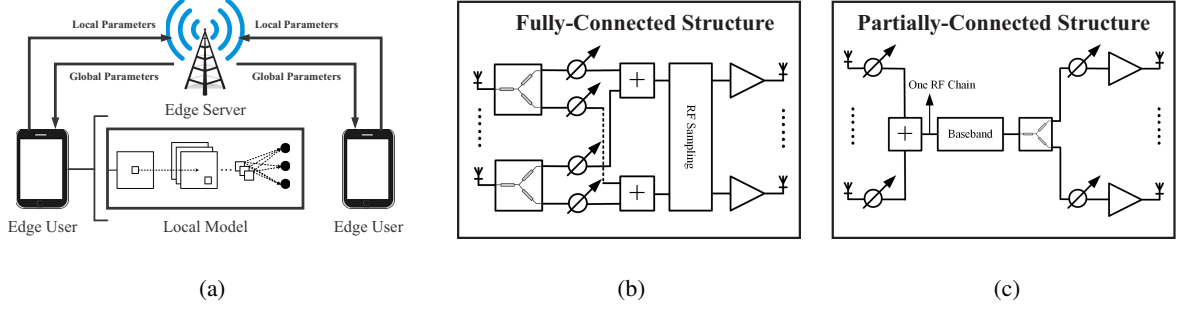 Local Parameters
Local Parameters
Global Parameters
Global Parameters
Edge Server
Edge User
Local Model
Edge User
(a)
Fully-Connected Structure
+
+
RF Sampling
(b)
Partially-Connected Structure
One RF Chain
+
Baseband
(c)